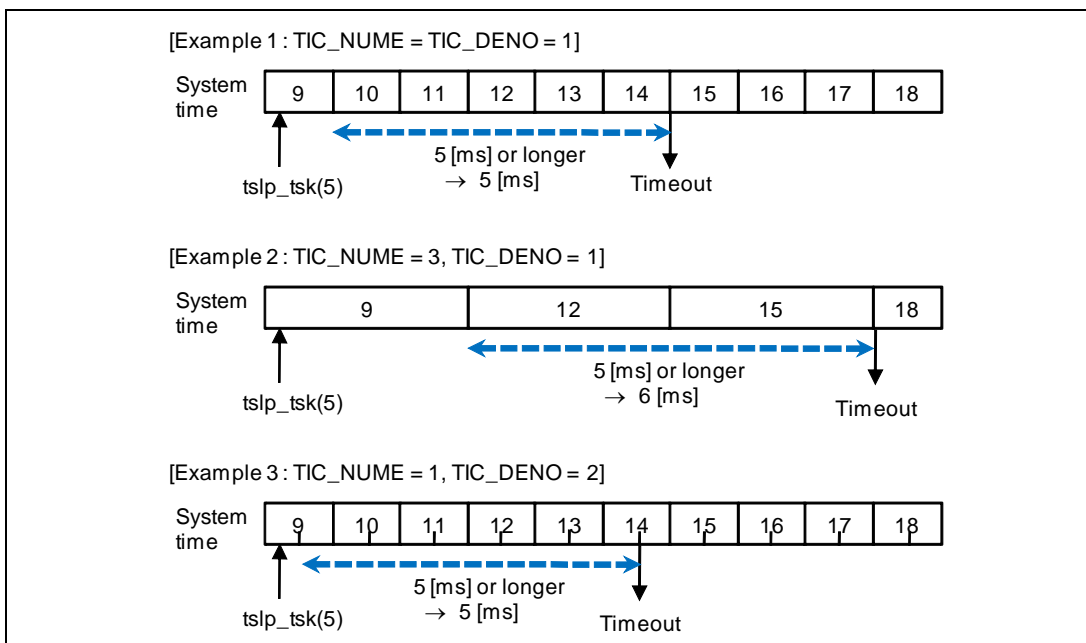 [Example 1 : TIC_NUME = TIC_DENO = 1]
System time
9 10 11 12 13 14 15 16 17 18
5 [ms] or longer
→ 5 [ms]
tslp_tsk(5)
Timeout
[Example 2 : TIC_NUME = 3, TIC_DENO = 1]
System time
9 12 15 18
5 [ms] or longer
→ 6 [ms]
tslp_tsk(5)
Timeout
[Example 3 : TIC_NUME = 1, TIC_DENO = 2]
System time
9 10 11 12 13 14 15 16 17 18
5 [ms] or longer
→ 5 [ms]
tslp_tsk(5)
Timeout